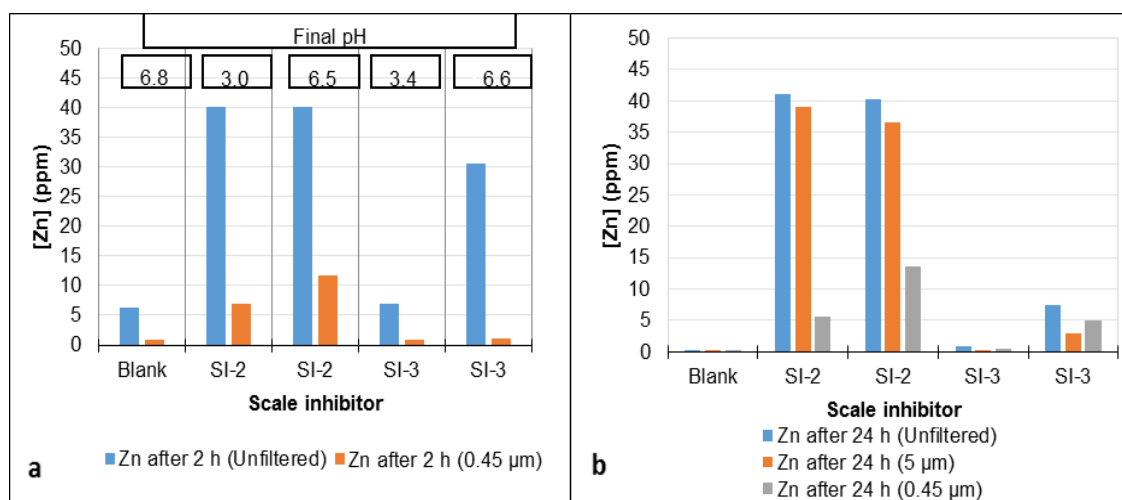 Final pH
6.8 3.0 6.5 3.4 6.6
50
45
40
35
30
25
20
15
10
5
0
[Zn] (ppm)
Blank SI-2 SI-2 SI-3 SI-3
Scale inhibitor
Zn after 2 h (Unfiltered) Zn after 2 h (0.45 µm)
a
50
45
40
35
30
25
20
15
10
5
0
[Zn] (ppm)
Blank SI-2 SI-2 SI-3 SI-3
Scale inhibitor
Zn after 24 h (Unfiltered)
Zn after 24 h (5 µm)
Zn after 24 h (0.45 µm)
b